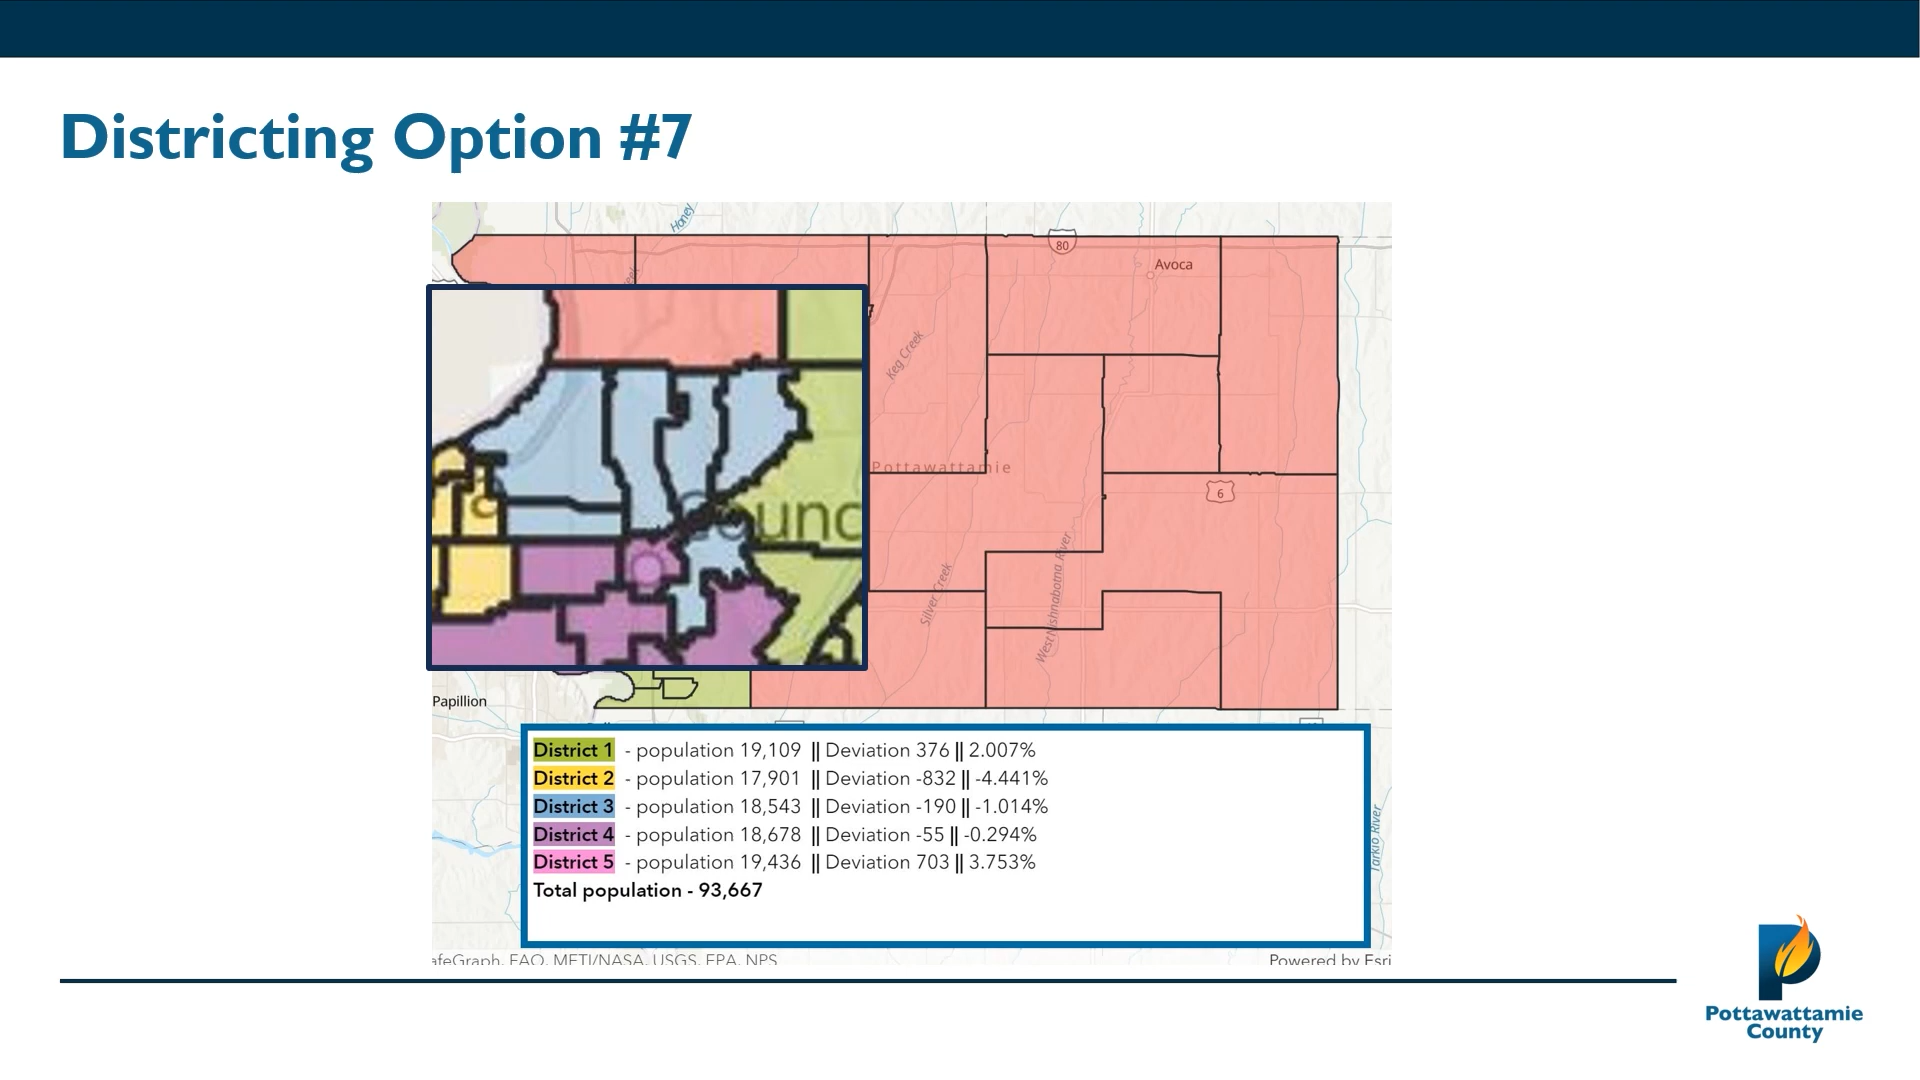 Districting Option #7
Honey
80
Avoca
Keg Creek
Pottawattamie
6
Counc
Silver Creek
West Nishnabotna River
Papillion
District 1 - population 19,109 || Deviation 376 || 2.007%
District 2 - population 17,901 || Deviation -832 || -4.441%
District 3 - population 18,543 || Deviation -190 || -1.014%
District 4 - population 18,678 || Deviation -55 || -0.294%
District 5 - population 19,436 || Deviation 703 || 3.753%
Total population - 93,667
Tarkio River
afeGraph, FAO, METI/NASA, USGS, EPA, NPS
Powered by Esri
Pottawattamie
County